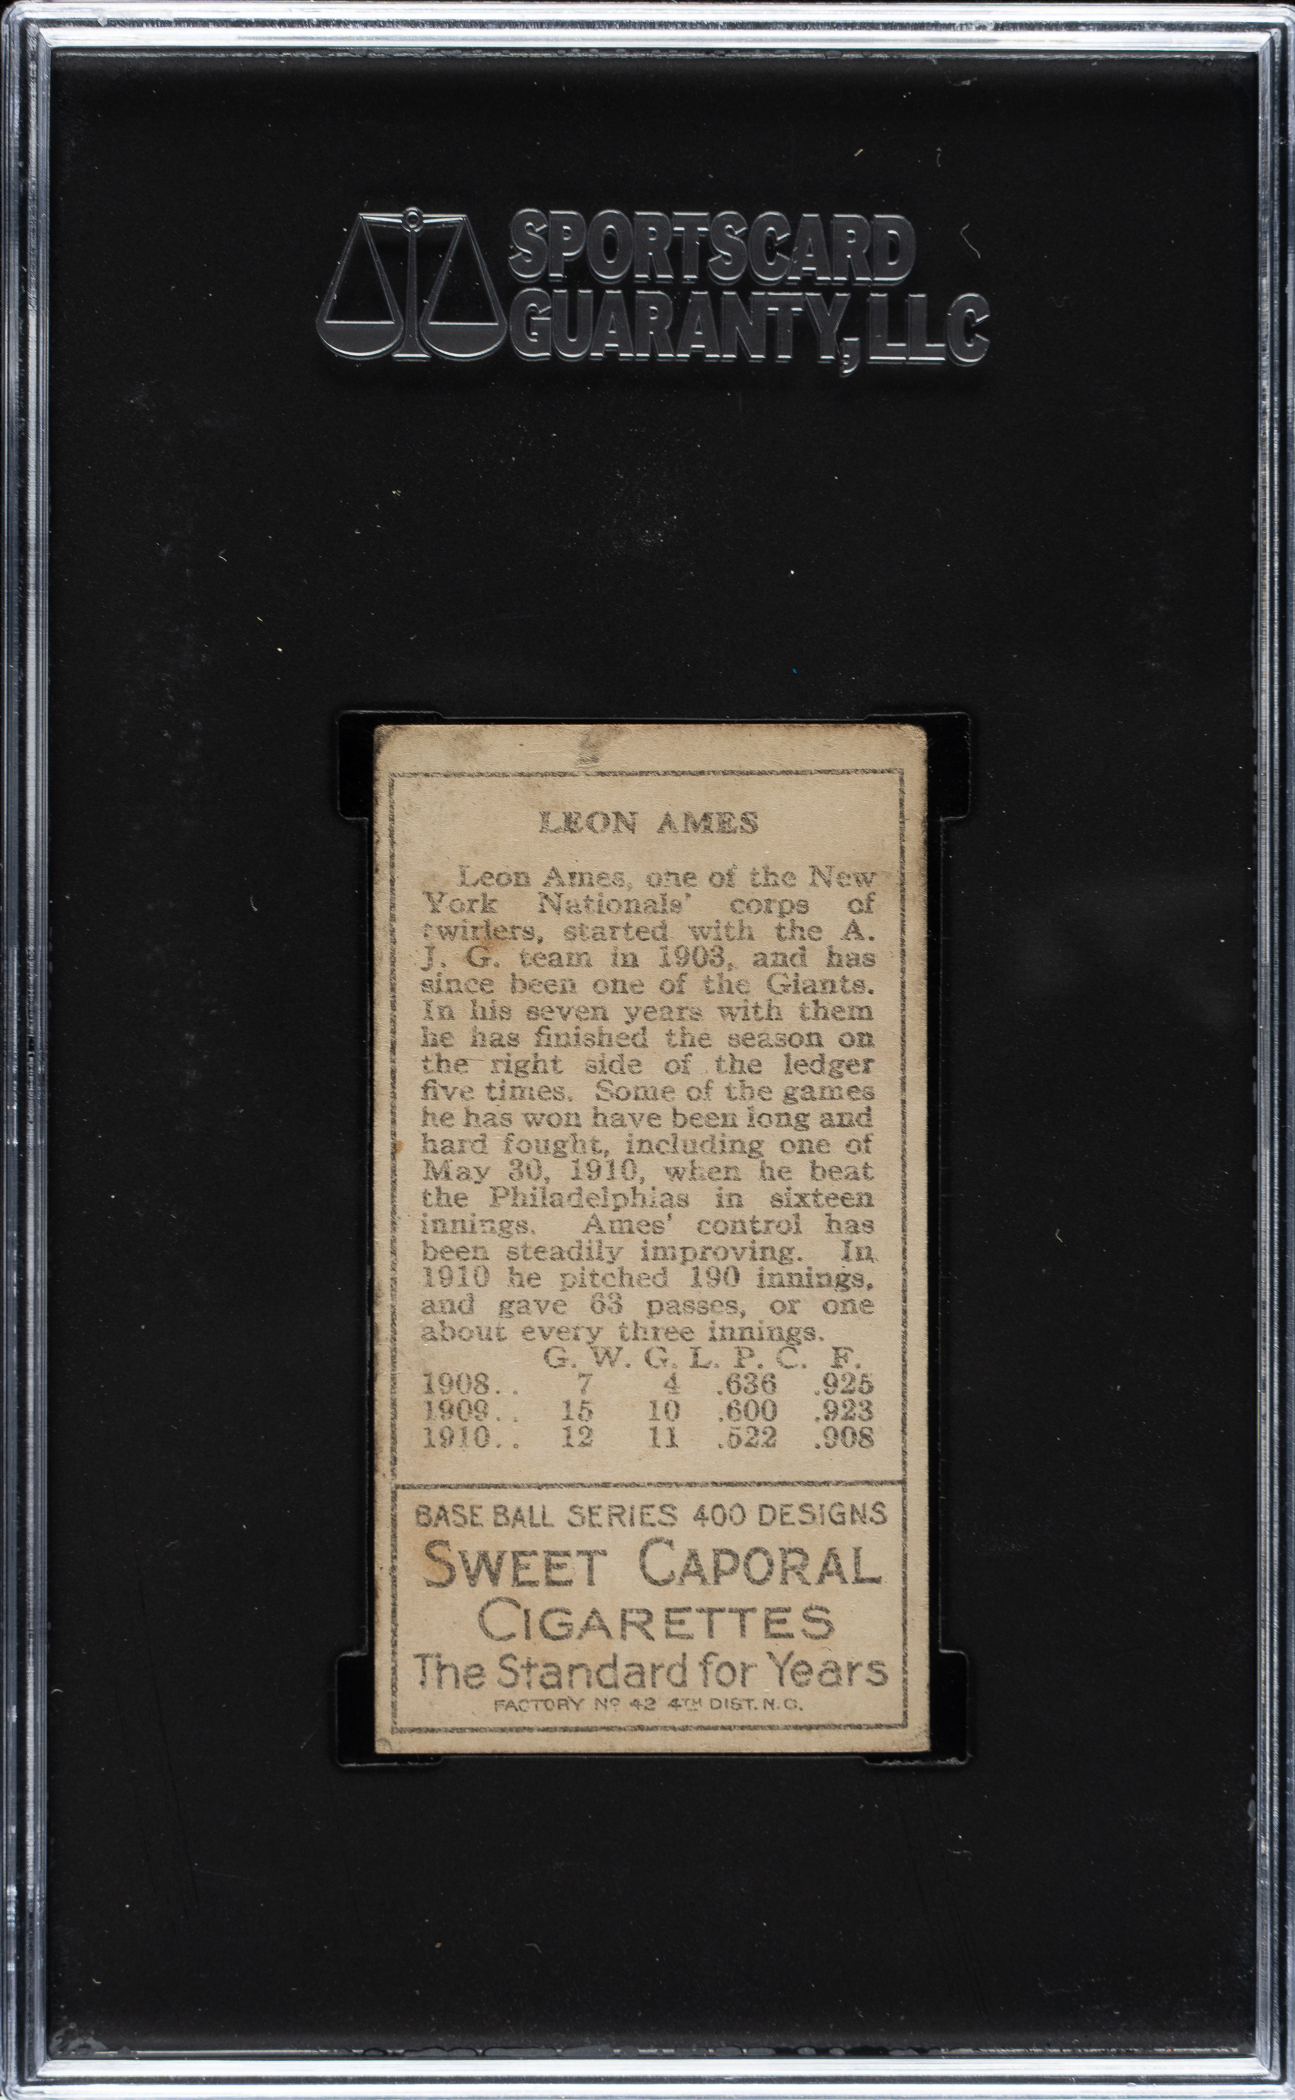 SPORTSCARD
GUARANTY, LLC
LEON AMES
Leon Ames, one of the New
York Nationals' corps of
twirlers, started with the A.
J. G. team in 1903, and has
since been one of the Giants.
In his seven years with them
he has finished the season on
the right side of the ledger
five times. Some of the games
he has won have been long and
hard fought, including one of
May 30, 1910, when he beat
the Philadelphias in sixteen
innings. Ames' control has
been steadily improving. In
1910 he pitched 190 innings,
and gave 63 passes, or one
about every three innings.
G. W. G. L. P. C. F.
1908.. 7 4 .636 .925
1909.. 15 10 .600 .923
1910.. 12 11 .522 .908
BASE BALL SERIES 400 DESIGNS
SWEET CAPORAL
CIGARETTES
The Standard for Years
FACTORY No 42 4TH DIST. N.C.